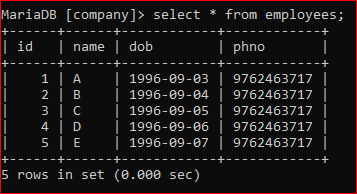 MariaDB [company]> select * from employees;
+------+------+------------+------------+
| id   | name | dob        | phno       |
+------+------+------------+------------+
|    1 | A    | 1996-09-03 | 9762463717 |
|    2 | B    | 1996-09-04 | 9762463717 |
|    3 | C    | 1996-09-05 | 9762463717 |
|    4 | D    | 1996-09-06 | 9762463717 |
|    5 | E    | 1996-09-07 | 9762463717 |
+------+------+------------+------------+
5 rows in set (0.000 sec)